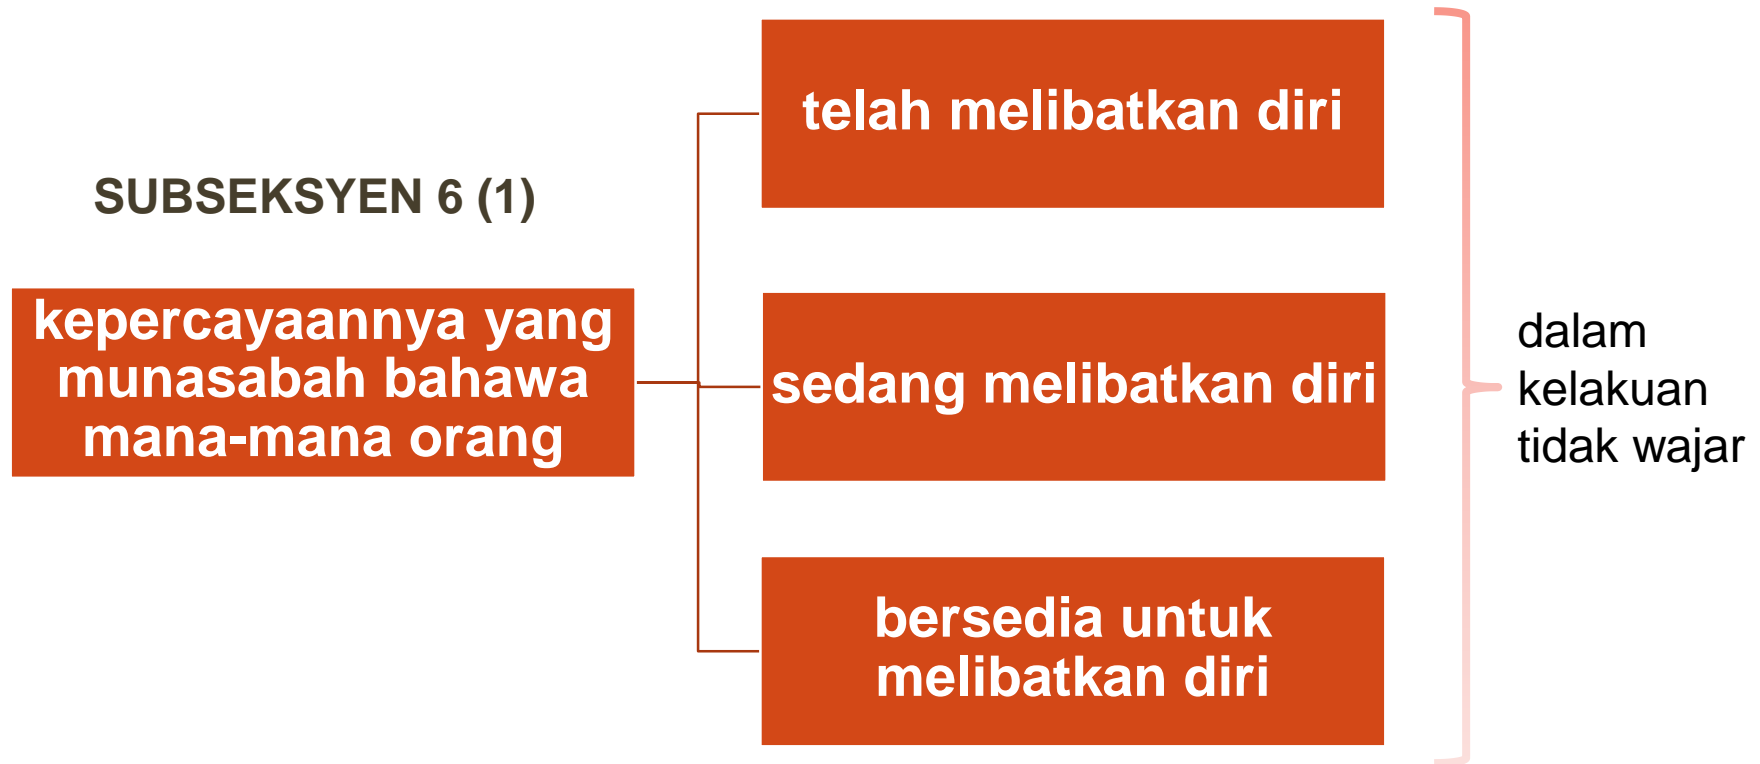 SUBSEKSYEN 6 (1)
kepercayaannya yang
munasabah bahawa
mana-mana orang
telah melibatkan diri
sedang melibatkan diri
bersedia untuk
melibatkan diri
dalam
kelakuan
tidak wajar